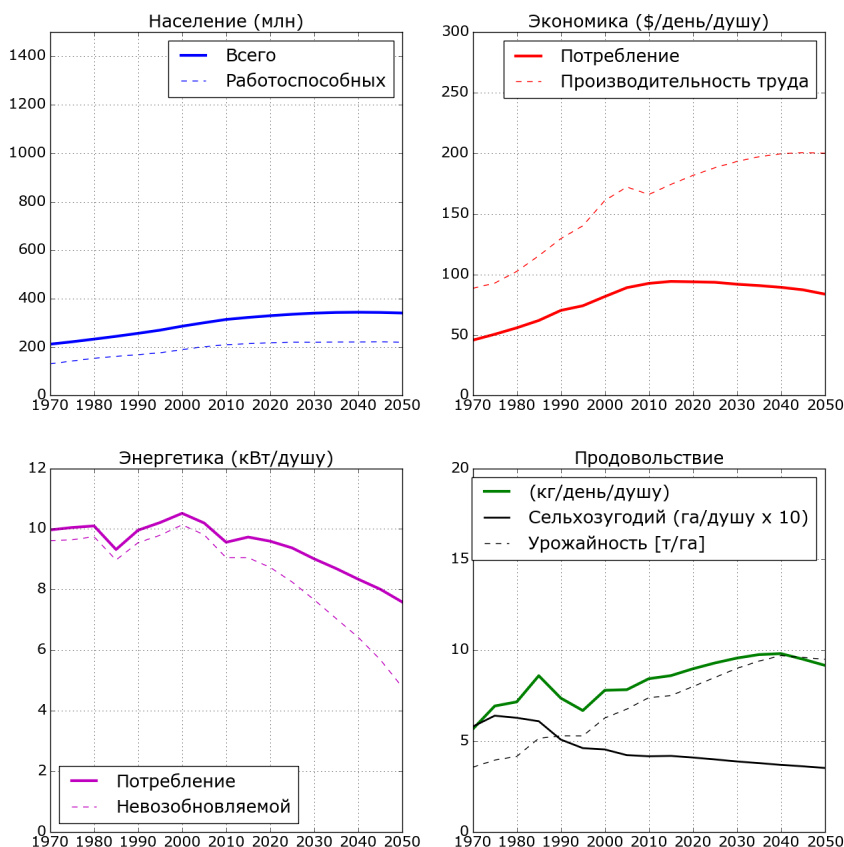 Население (млн)
1400
1200
1000
800
600
400
200
0
1970 1980 1990 2000 2010 2020 2030 2040 2050
Всего
Работоспособных
Экономика ($/день/душу)
300
250
200
150
100
50
0
1970 1980 1990 2000 2010 2020 2030 2040 2050
Потребление
Производительность труда
Энергетика (кВт/душу)
12
10
8
6
4
2
0
1970 1980 1990 2000 2010 2020 2030 2040 2050
Потребление
Невозобновляемой
Продовольствие
20
15
10
5
0
1970 1980 1990 2000 2010 2020 2030 2040 2050
(кг/день/душу)
Сельхозугодий (га/душу x 10)
Урожайность [т/га]